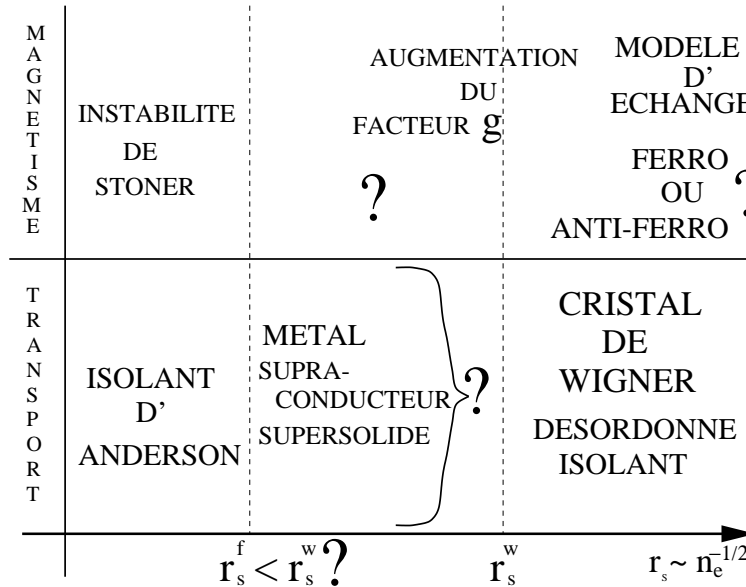 MAGNETISME
INSTABILITE
DE
STONER
AUGMENTATION
DU
FACTEUR g
?
MODELE
D'
ECHANGE
FERRO
OU
ANTI-FERRO ?
TRANSPORT
ISOLANT
D'
ANDERSON
METAL
SUPRA-
CONDUCTEUR
SUPERSOLIDE
?
CRISTAL
DE
WIGNER
DESORDONNE
ISOLANT
r_s^f < r_s^w ?
r_s^w
r_s ~ n_e^{-1/2}